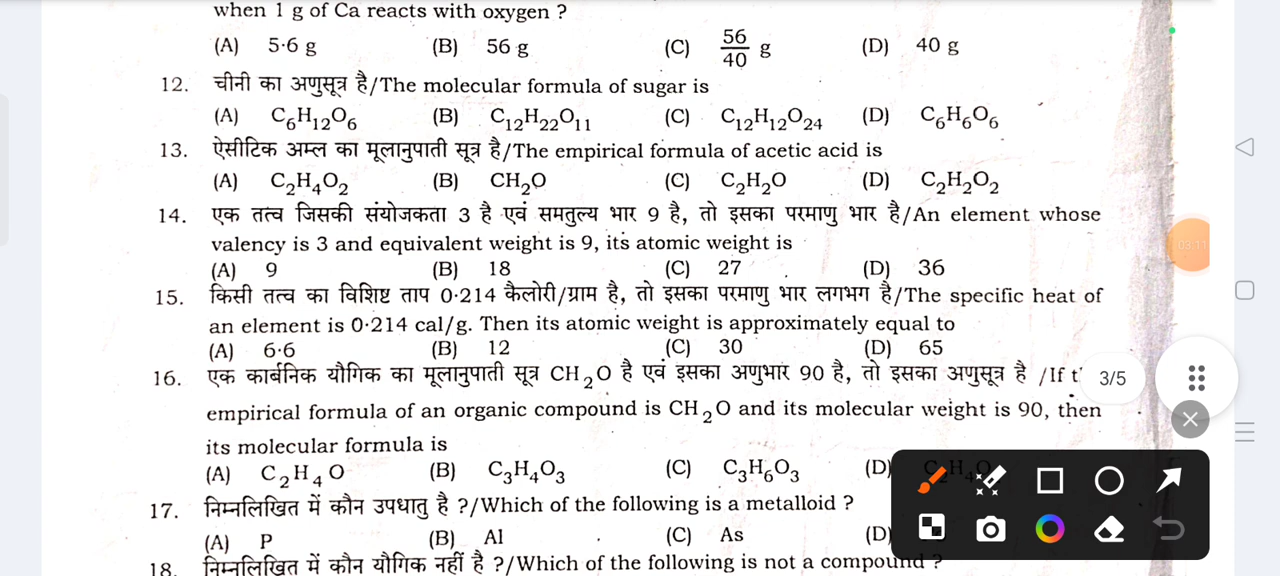 when 1 g of Ca reacts with oxygen ?
(A) 5·6 g (B) 56 g (C) 56/40 g (D) 40 g
12. चीनी का अणुसूत्र है/The molecular formula of sugar is
(A) C₆H₁₂O₆ (B) C₁₂H₂₂O₁₁ (C) C₁₂H₁₂O₂₄ (D) C₆H₆O₆
13. ऐसीटिक अम्ल का मूलानुपाती सूत्र है/The empirical formula of acetic acid is
(A) C₂H₄O₂ (B) CH₂O (C) C₂H₂O (D) C₂H₂O₂
14. एक तत्व जिसकी संयोजकता 3 है एवं समतुल्य भार 9 है, तो इसका परमाणु भार है/An element whose
valency is 3 and equivalent weight is 9, its atomic weight is
(A) 9 (B) 18 (C) 27 (D) 36
03:11
15. किसी तत्व का विशिष्ट ताप 0·214 कैलोरी/ग्राम है, तो इसका परमाणु भार लगभग है/The specific heat of
an element is 0·214 cal/g. Then its atomic weight is approximately equal to
(A) 6·6 (B) 12 (C) 30 (D) 65
16. एक कार्बनिक यौगिक का मूलानुपाती सूत्र CH₂O है एवं इसका अणुभार 90 है, तो इसका अणुसूत्र है /If
3/5
empirical formula of an organic compound is CH₂O and its molecular weight is 90, then
its molecular formula is
(A) C₂H₄O (B) C₃H₄O₃ (C) C₃H₆O₃ (D)
17. निम्नलिखित में कौन उपधातु है ?/Which of the following is a metalloid ?
(A) P (B) Al (C) As (D)
18. निम्नलिखित में कौन यौगिक नहीं है ?/Which of the following is not a compound ?